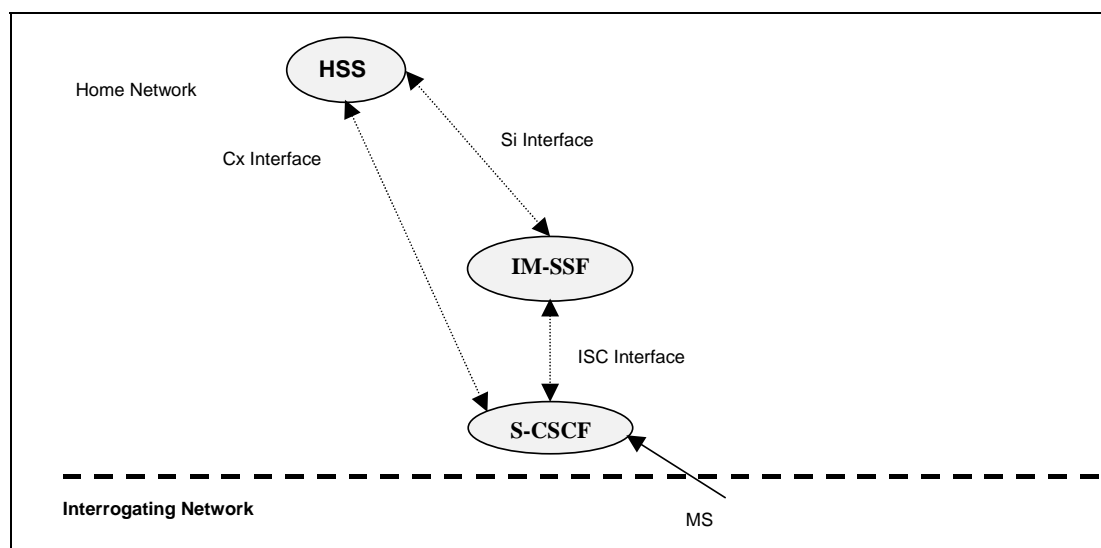 HSS
Home Network
Si Interface
Cx Interface
IM-SSF
ISC Interface
S-CSCF
Interrogating Network
MS